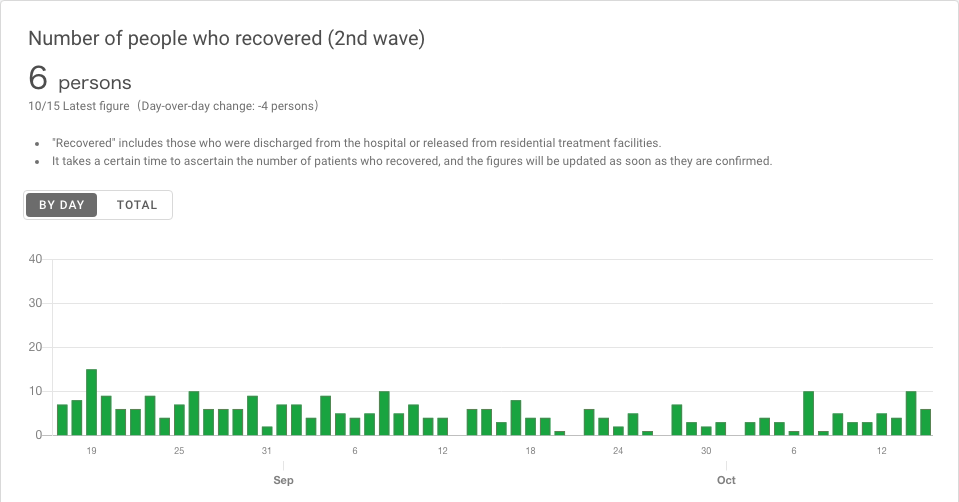 Number of people who recovered (2nd wave)
6 persons
10/15 Latest figure（Day-over-day change: -4 persons）
"Recovered" includes those who were discharged from the hospital or released from residential treatment facilities.
It takes a certain time to ascertain the number of patients who recovered, and the figures will be updated as soon as they are confirmed.
BY DAY TOTAL
40
30
20
10
0
19 25 31 6 12 18 24 30 6 12
Sep Oct